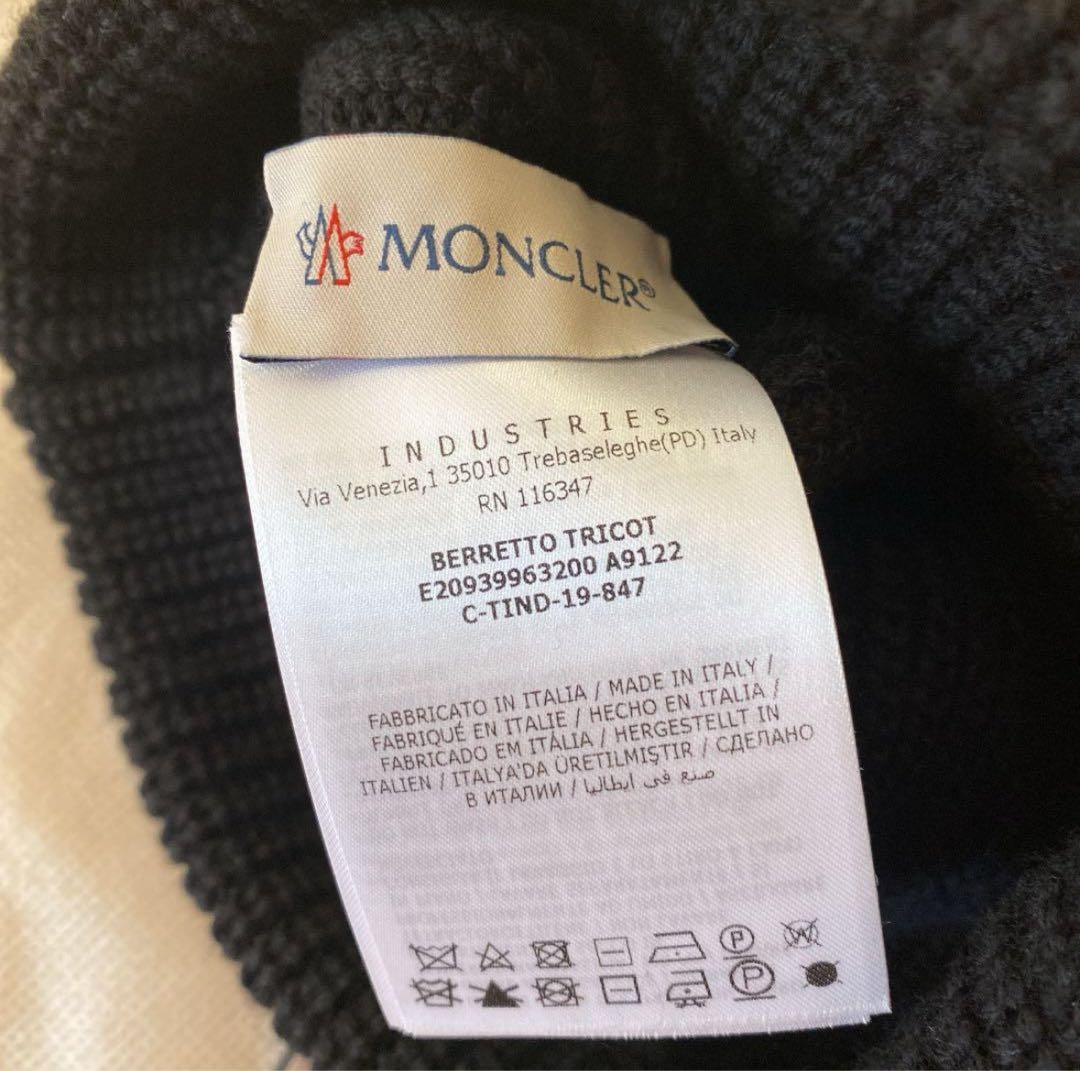 MONCLER®
INDUSTRIES
Via Venezia,1 35010 Trebaseleghe(PD) Italy
RN 116347
BERRETTO TRICOT
E20939963200 A9122
C-TIND-19-847
FABBRICATO IN ITALIA / MADE IN ITALY /
FABRIQUÉ EN ITALIE / HECHO EN ITALIA /
FABRICADO EM ITÁLIA / HERGESTELLT IN
ITALIEN / ITALYA'DA ÜRETILMIŞTIR / СДЕЛАНО
В ИТАЛИИ / صنع في ايطاليا
P W
P